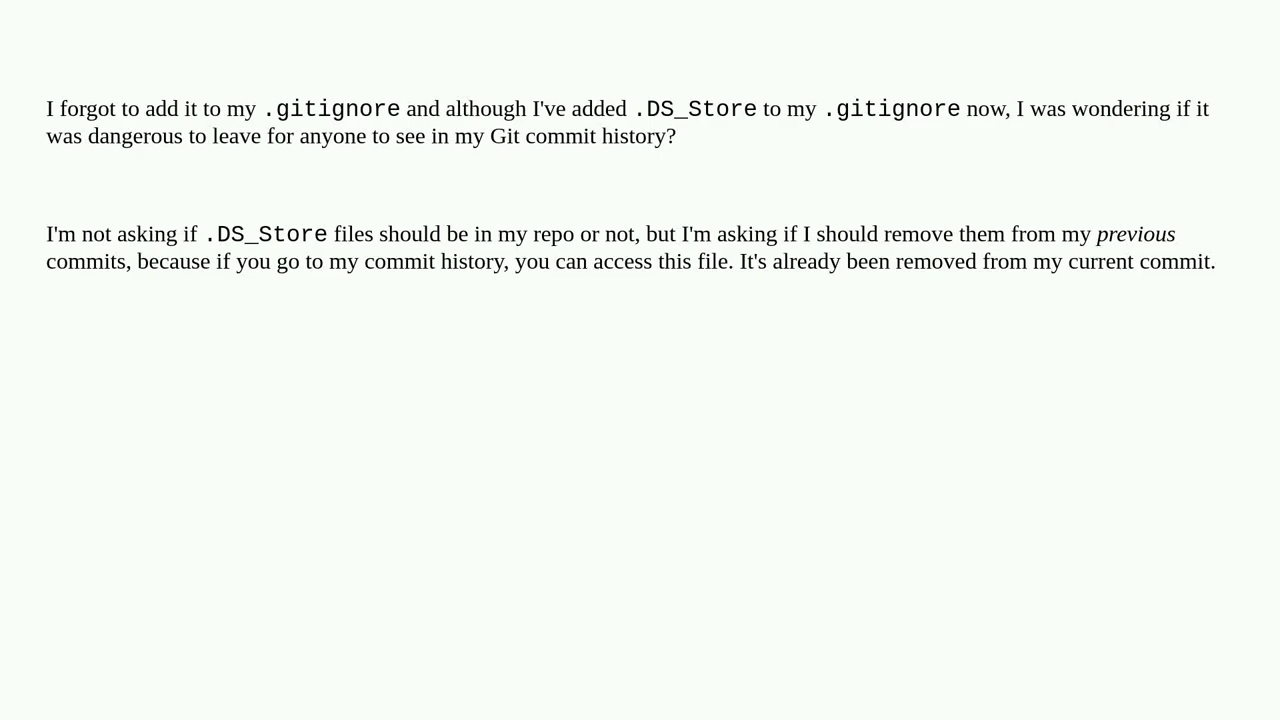 I forgot to add it to my .gitignore and although I've added .DS_Store to my .gitignore now, I was wondering if it
was dangerous to leave for anyone to see in my Git commit history?
I'm not asking if .DS_Store files should be in my repo or not, but I'm asking if I should remove them from my previous
commits, because if you go to my commit history, you can access this file. It's already been removed from my current commit.